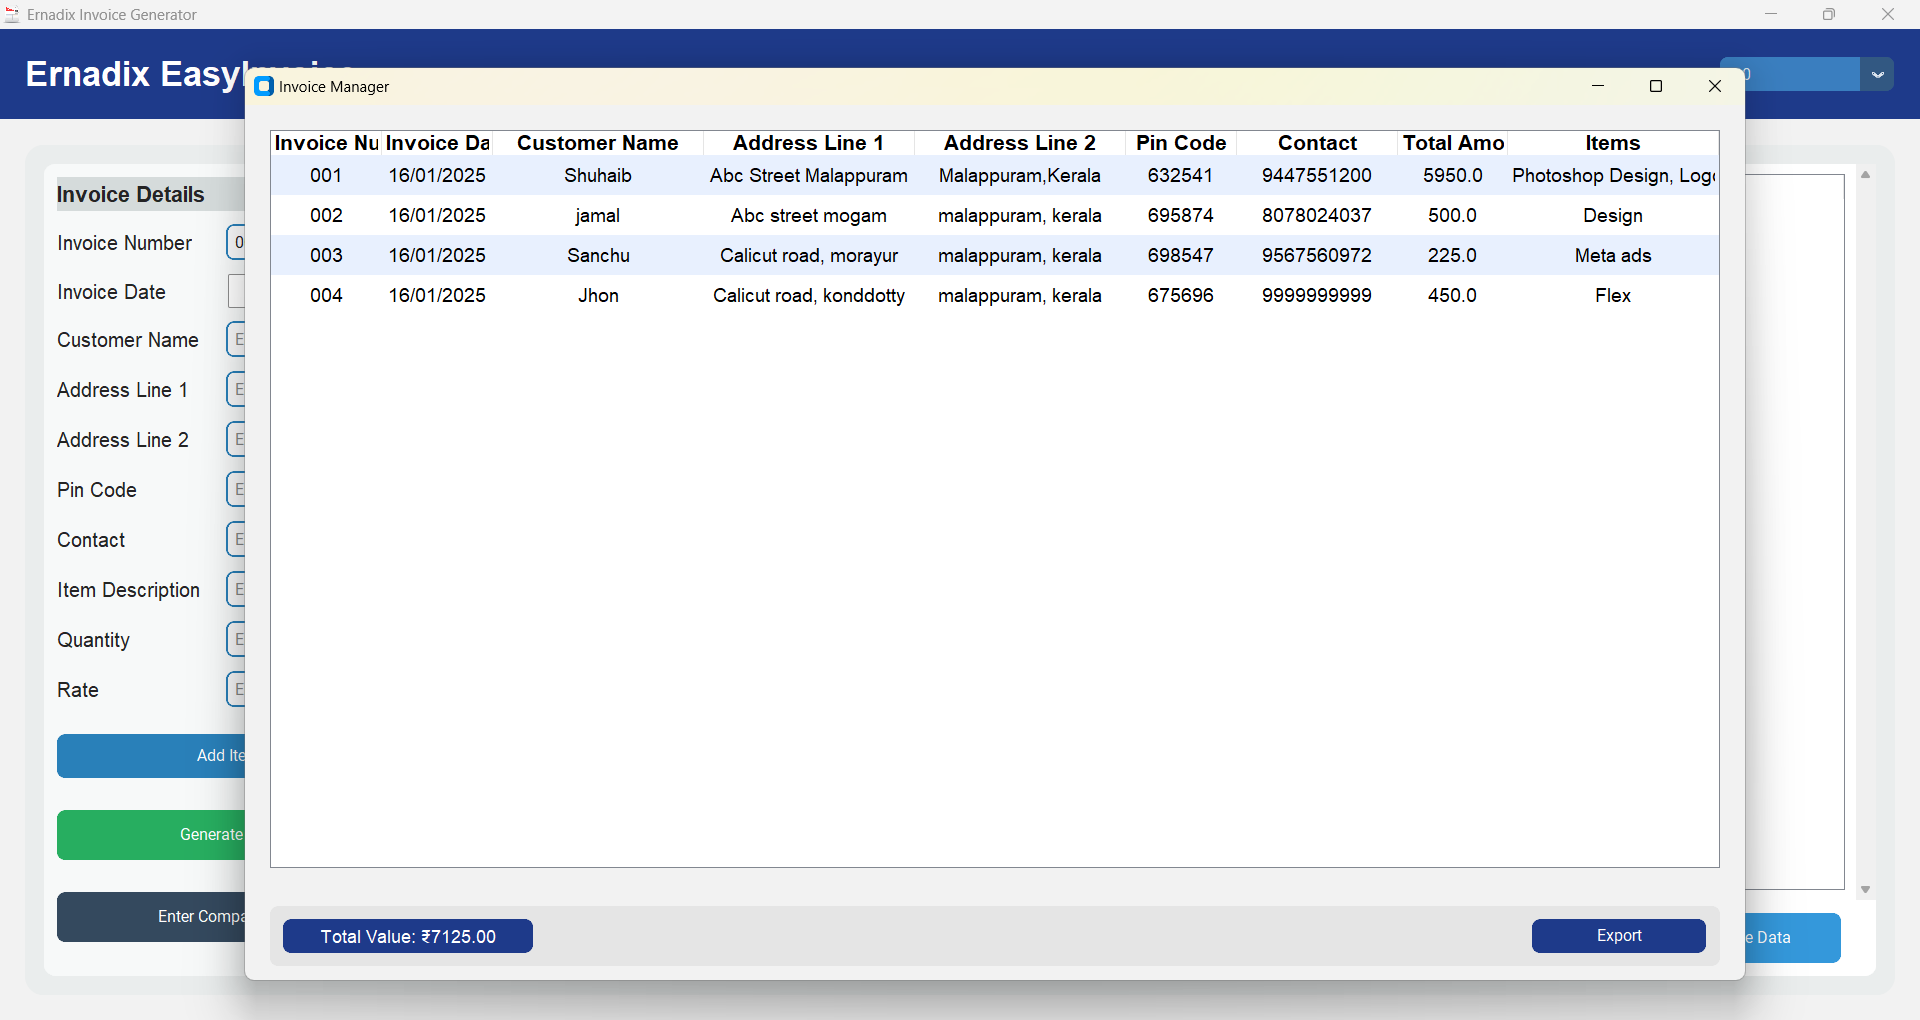 Ernadix Invoice Generator
Ernadix Easy
Invoice Manager
Invoice Nu Invoice Da Customer Name Address Line 1 Address Line 2 Pin Code Contact Total Amo Items
001 16/01/2025 Shuhaib Abc Street Malappuram Malappuram,Kerala 632541 9447551200 5950.0 Photoshop Design, Log
002 16/01/2025 jamal Abc street mogam malappuram, kerala 695874 8078024037 500.0 Design
003 16/01/2025 Sanchu Calicut road, morayur malappuram, kerala 698547 9567560972 225.0 Meta ads
004 16/01/2025 Jhon Calicut road, konddotty malappuram, kerala 675696 9999999999 450.0 Flex
Total Value: ₹7125.00
Export
Invoice Details
Invoice Number 0
Invoice Date
Customer Name E
Address Line 1 E
Address Line 2 E
Pin Code E
Contact E
Item Description E
Quantity E
Rate E
Add Ite
Generate
Enter Compa
e Data